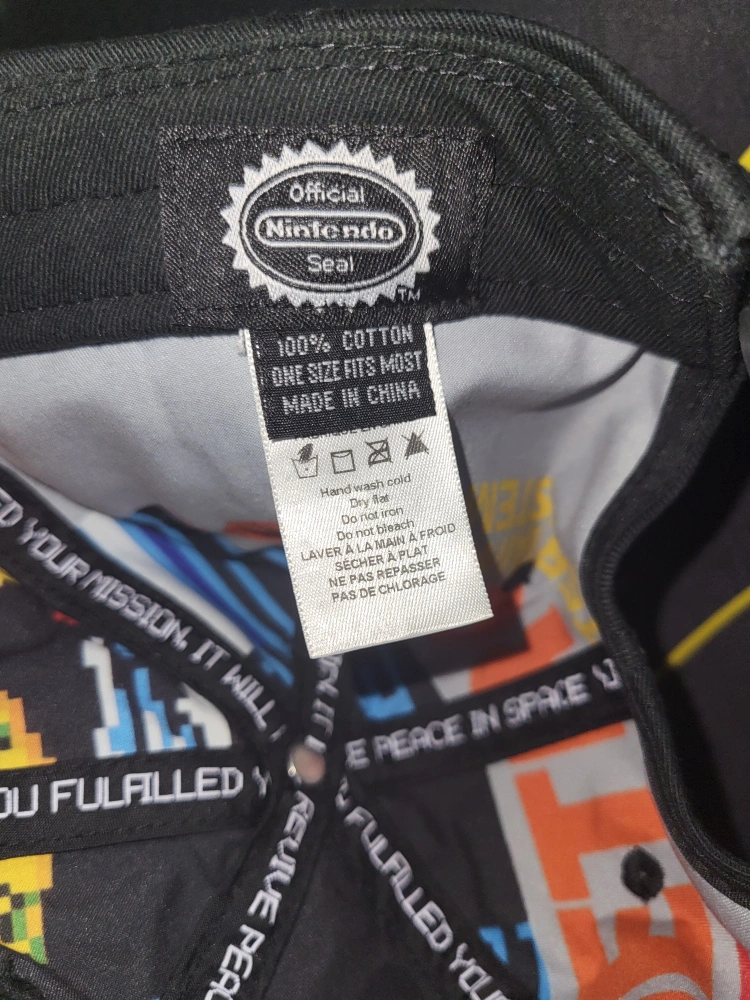 Official
Nintendo
Seal
TM
100% COTTON
ONE SIZE FITS MOST
MADE IN CHINA
Hand wash cold
Dry flat
Do not iron
Do not bleach
LAVER À LA MAIN À FROID
SÉCHER À PLAT
NE PAS REPASSER
PAS DE CHLORAGE
YOUR MISSION, IT WILL
PEACE IN SPACE
FULFILLED
REVIVE
FULFILLED YOUR